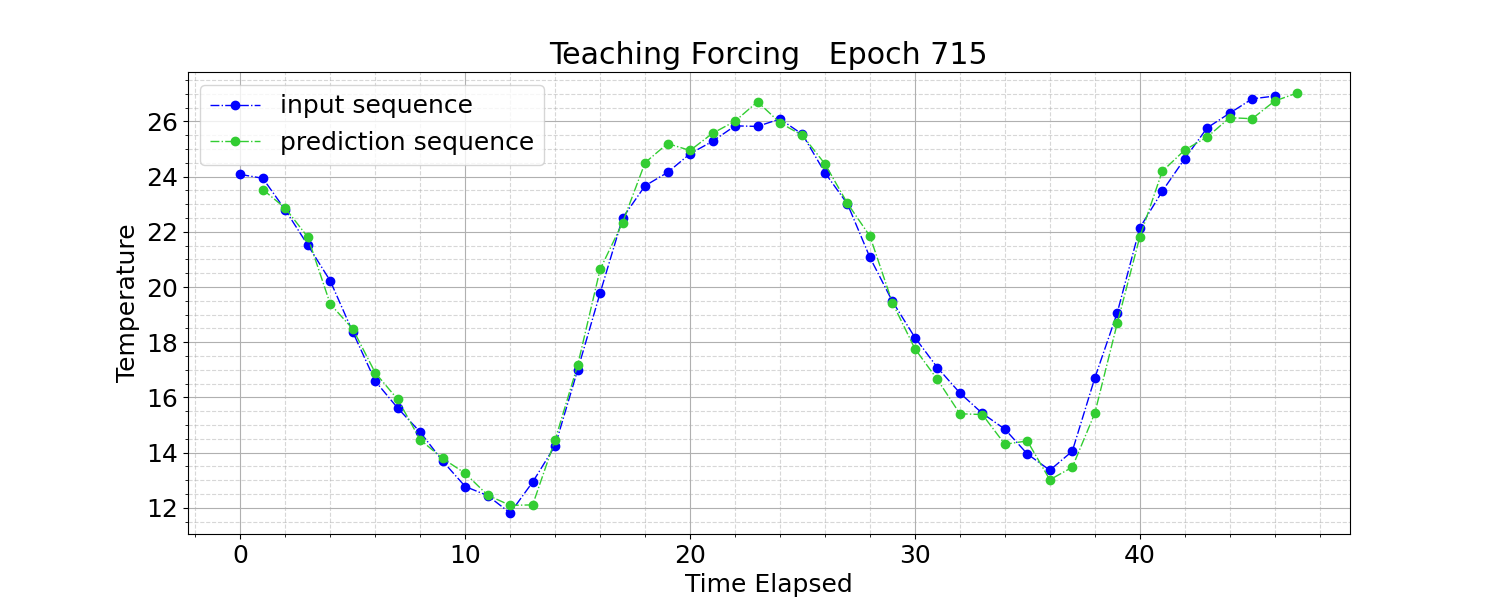 Teaching Forcing   Epoch 715
input sequence
prediction sequence
26
24
22
20
18
16
14
12
Temperature
0 10 20 30 40
Time Elapsed